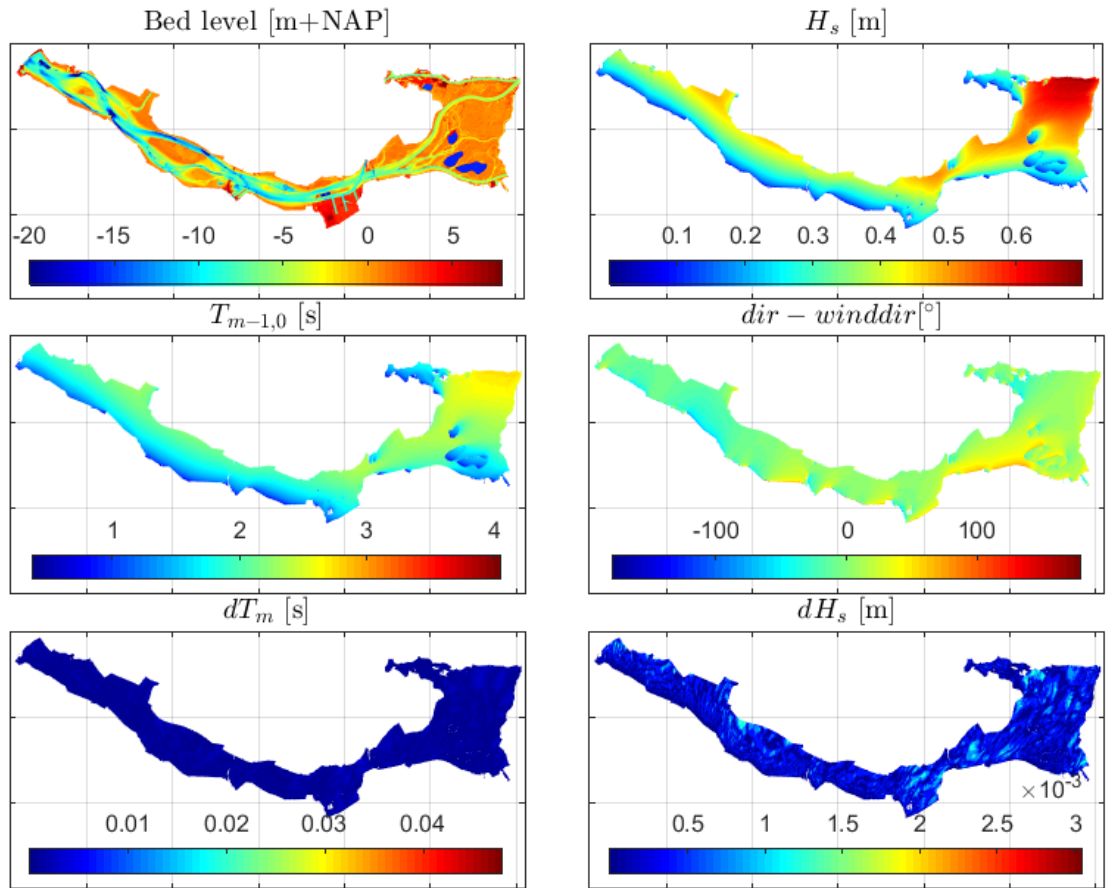 Bed level [m+NAP]
H_s [m]
-20 -15 -10 -5 0 5
0.1 0.2 0.3 0.4 0.5 0.6
T_{m-1,0} [s]
dir − winddir[°]
1 2 3 4
-100 0 100
dT_m [s]
dH_s [m]
×10^{-3}
0.01 0.02 0.03 0.04
0.5 1 1.5 2 2.5 3